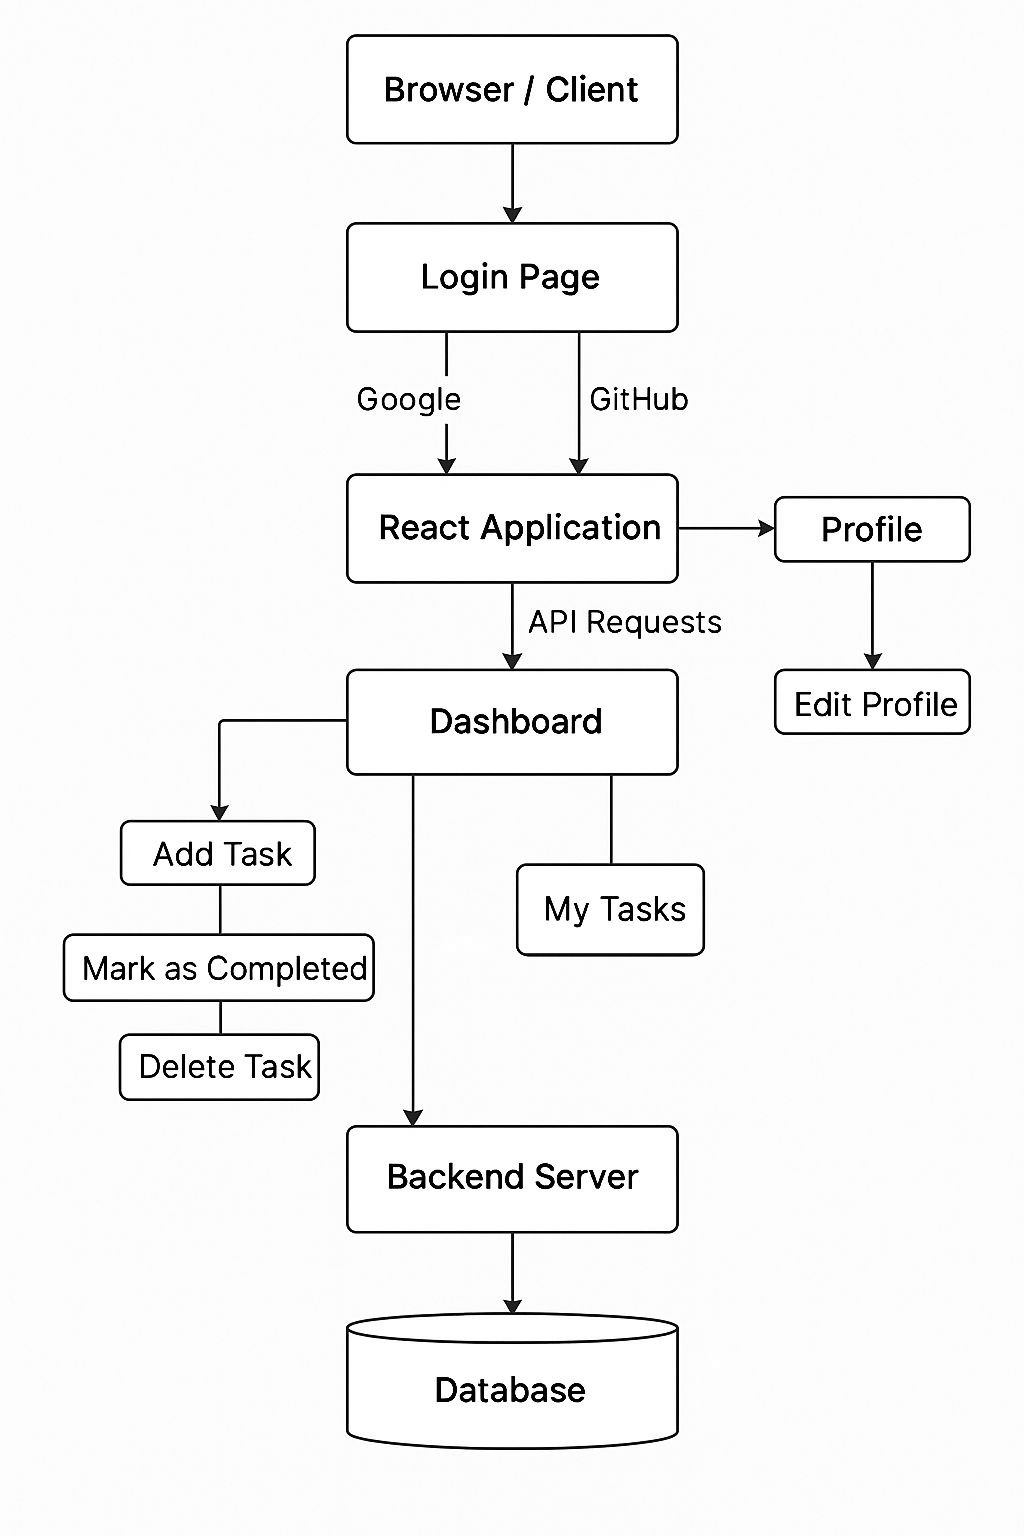 Browser / Client
Login Page
Google
GitHub
React Application
Profile
API Requests
Edit Profile
Dashboard
Add Task
My Tasks
Mark as Completed
Delete Task
Backend Server
Database